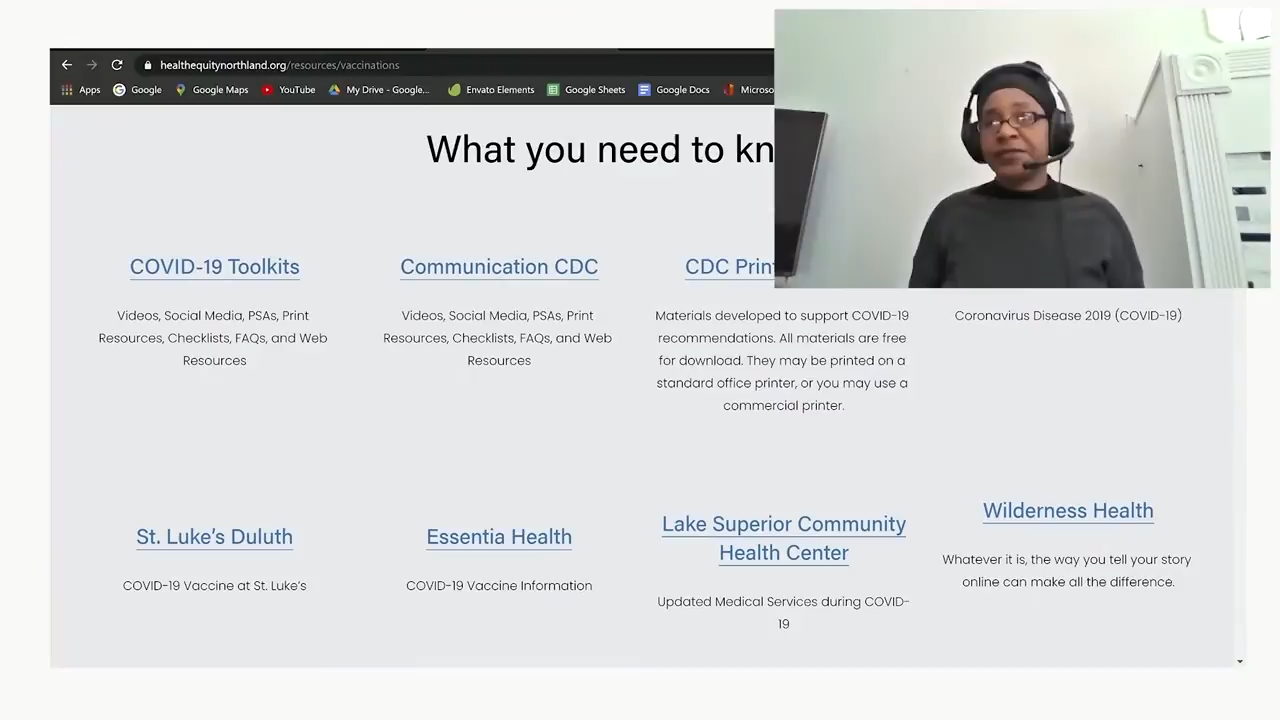 healthequitynorthland.org/resources/vaccinations
Apps Google Google Maps YouTube My Drive - Google... Envato Elements Google Sheets Google Docs
What you need to
COVID-19 Toolkits
Communication CDC
CDC
Videos, Social Media, PSAs, Print
Resources, Checklists, FAQs, and Web
Resources
Videos, Social Media, PSAs, Print
Resources, Checklists, FAQs, and Web
Resources
Materials developed to support COVID-19
recommendations. All materials are free
for download. They may be printed on a
standard office printer, or you may use a
commercial printer.
Coronavirus Disease 2019 (COVID-19)
St. Luke's Duluth
COVID-19 Vaccine at St. Luke's
Essentia Health
COVID-19 Vaccine Information
Lake Superior Community
Health Center
Updated Medical Services during COVID-
19
Wilderness Health
Whatever it is, the way you tell your story
online can make all the difference.